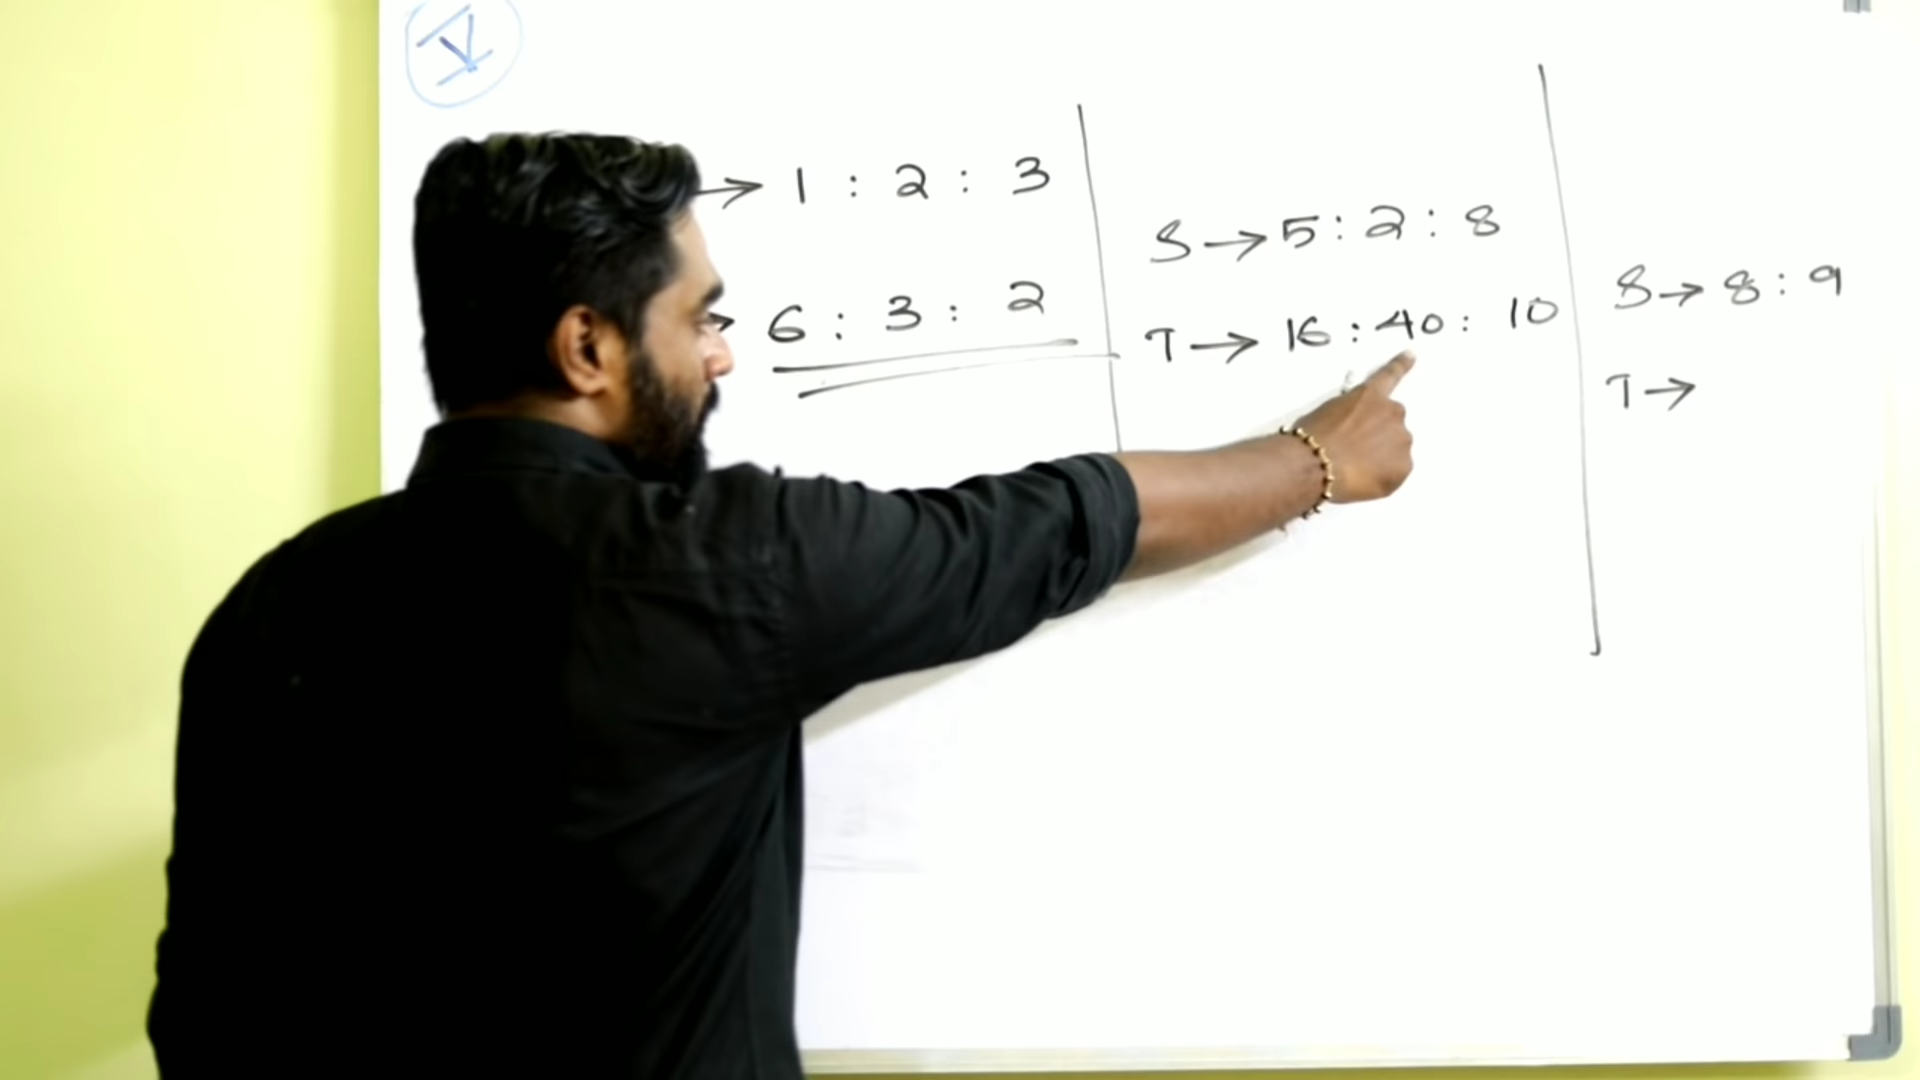 V
→ 1 : 2 : 3
→ 6 : 3 : 2
S → 5 : 2 : 8
T → 16 : 40 : 10
S → 8 : 9
T →